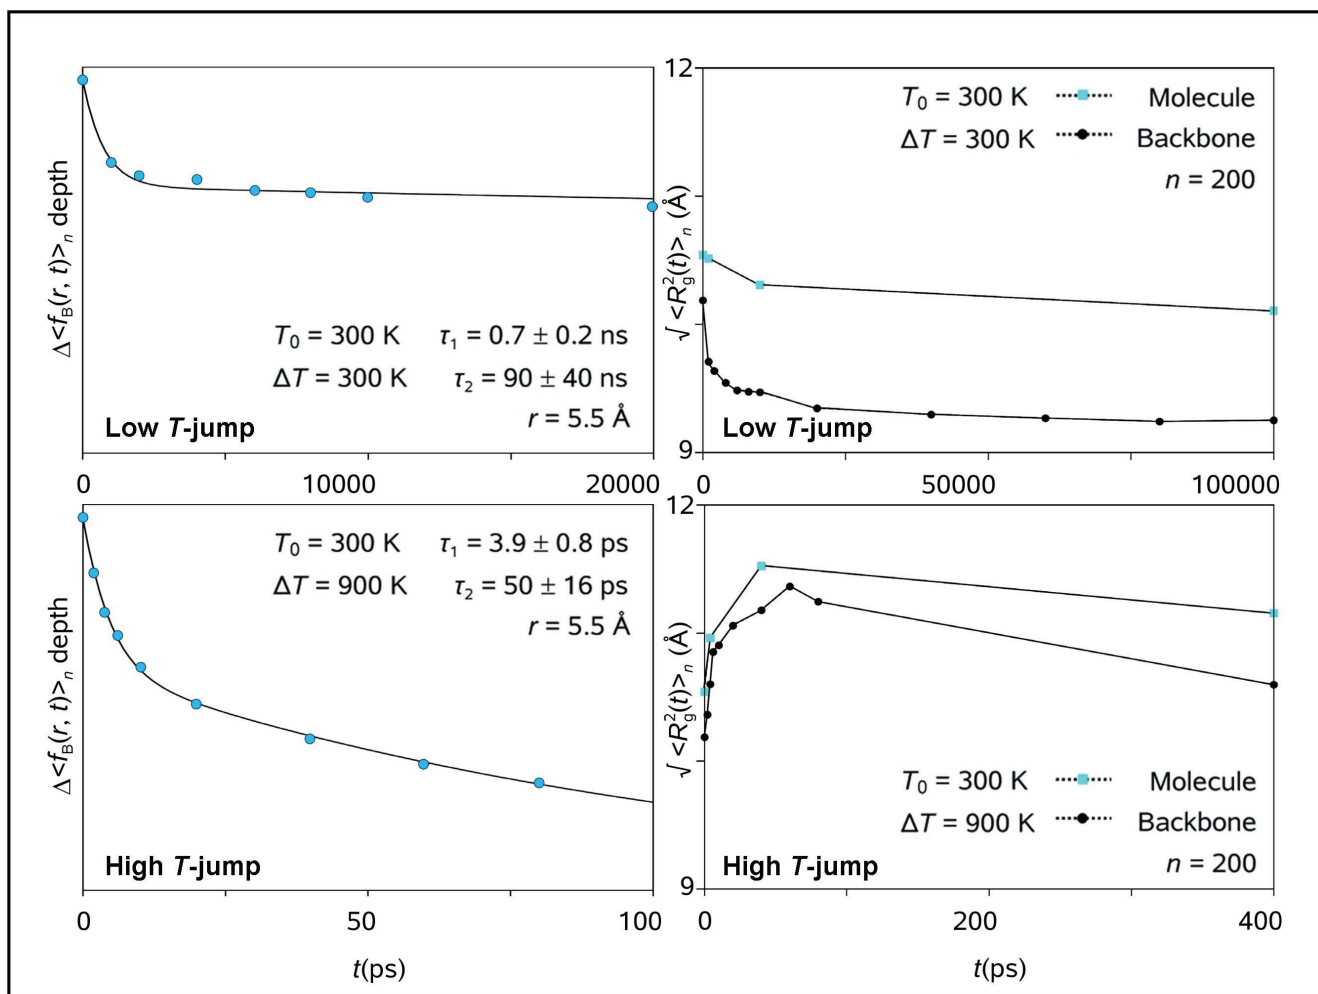 Δ<f_B(r, t)>_n depth
T₀ = 300 K τ₁ = 0.7 ± 0.2 ns
ΔT = 300 K τ₂ = 90 ± 40 ns
r = 5.5 Å
Low T-jump
0 10000 20000
√<R_g²(t)>_n (Å)
12
9
T₀ = 300 K Molecule
ΔT = 300 K Backbone
n = 200
Low T-jump
0 50000 100000
Δ<f_B(r, t)>_n depth
T₀ = 300 K τ₁ = 3.9 ± 0.8 ps
ΔT = 900 K τ₂ = 50 ± 16 ps
r = 5.5 Å
High T-jump
0 50 100
t(ps)
√<R_g²(t)>_n (Å)
12
9
T₀ = 300 K Molecule
ΔT = 900 K Backbone
n = 200
High T-jump
0 200 400
t(ps)